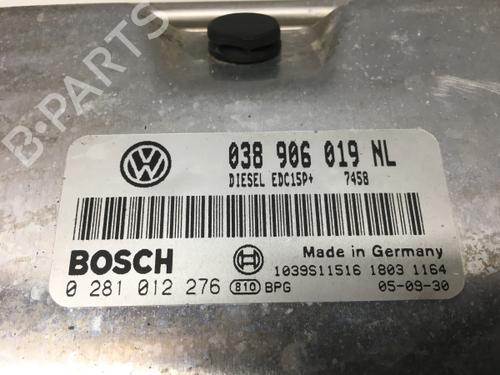 B-PARTS
038 906 019 NL
DIESEL EDC15P+ 7458
BOSCH
Made in Germany
1039S11516 1803 1164
0 281 012 276 810 BPG 05-09-30